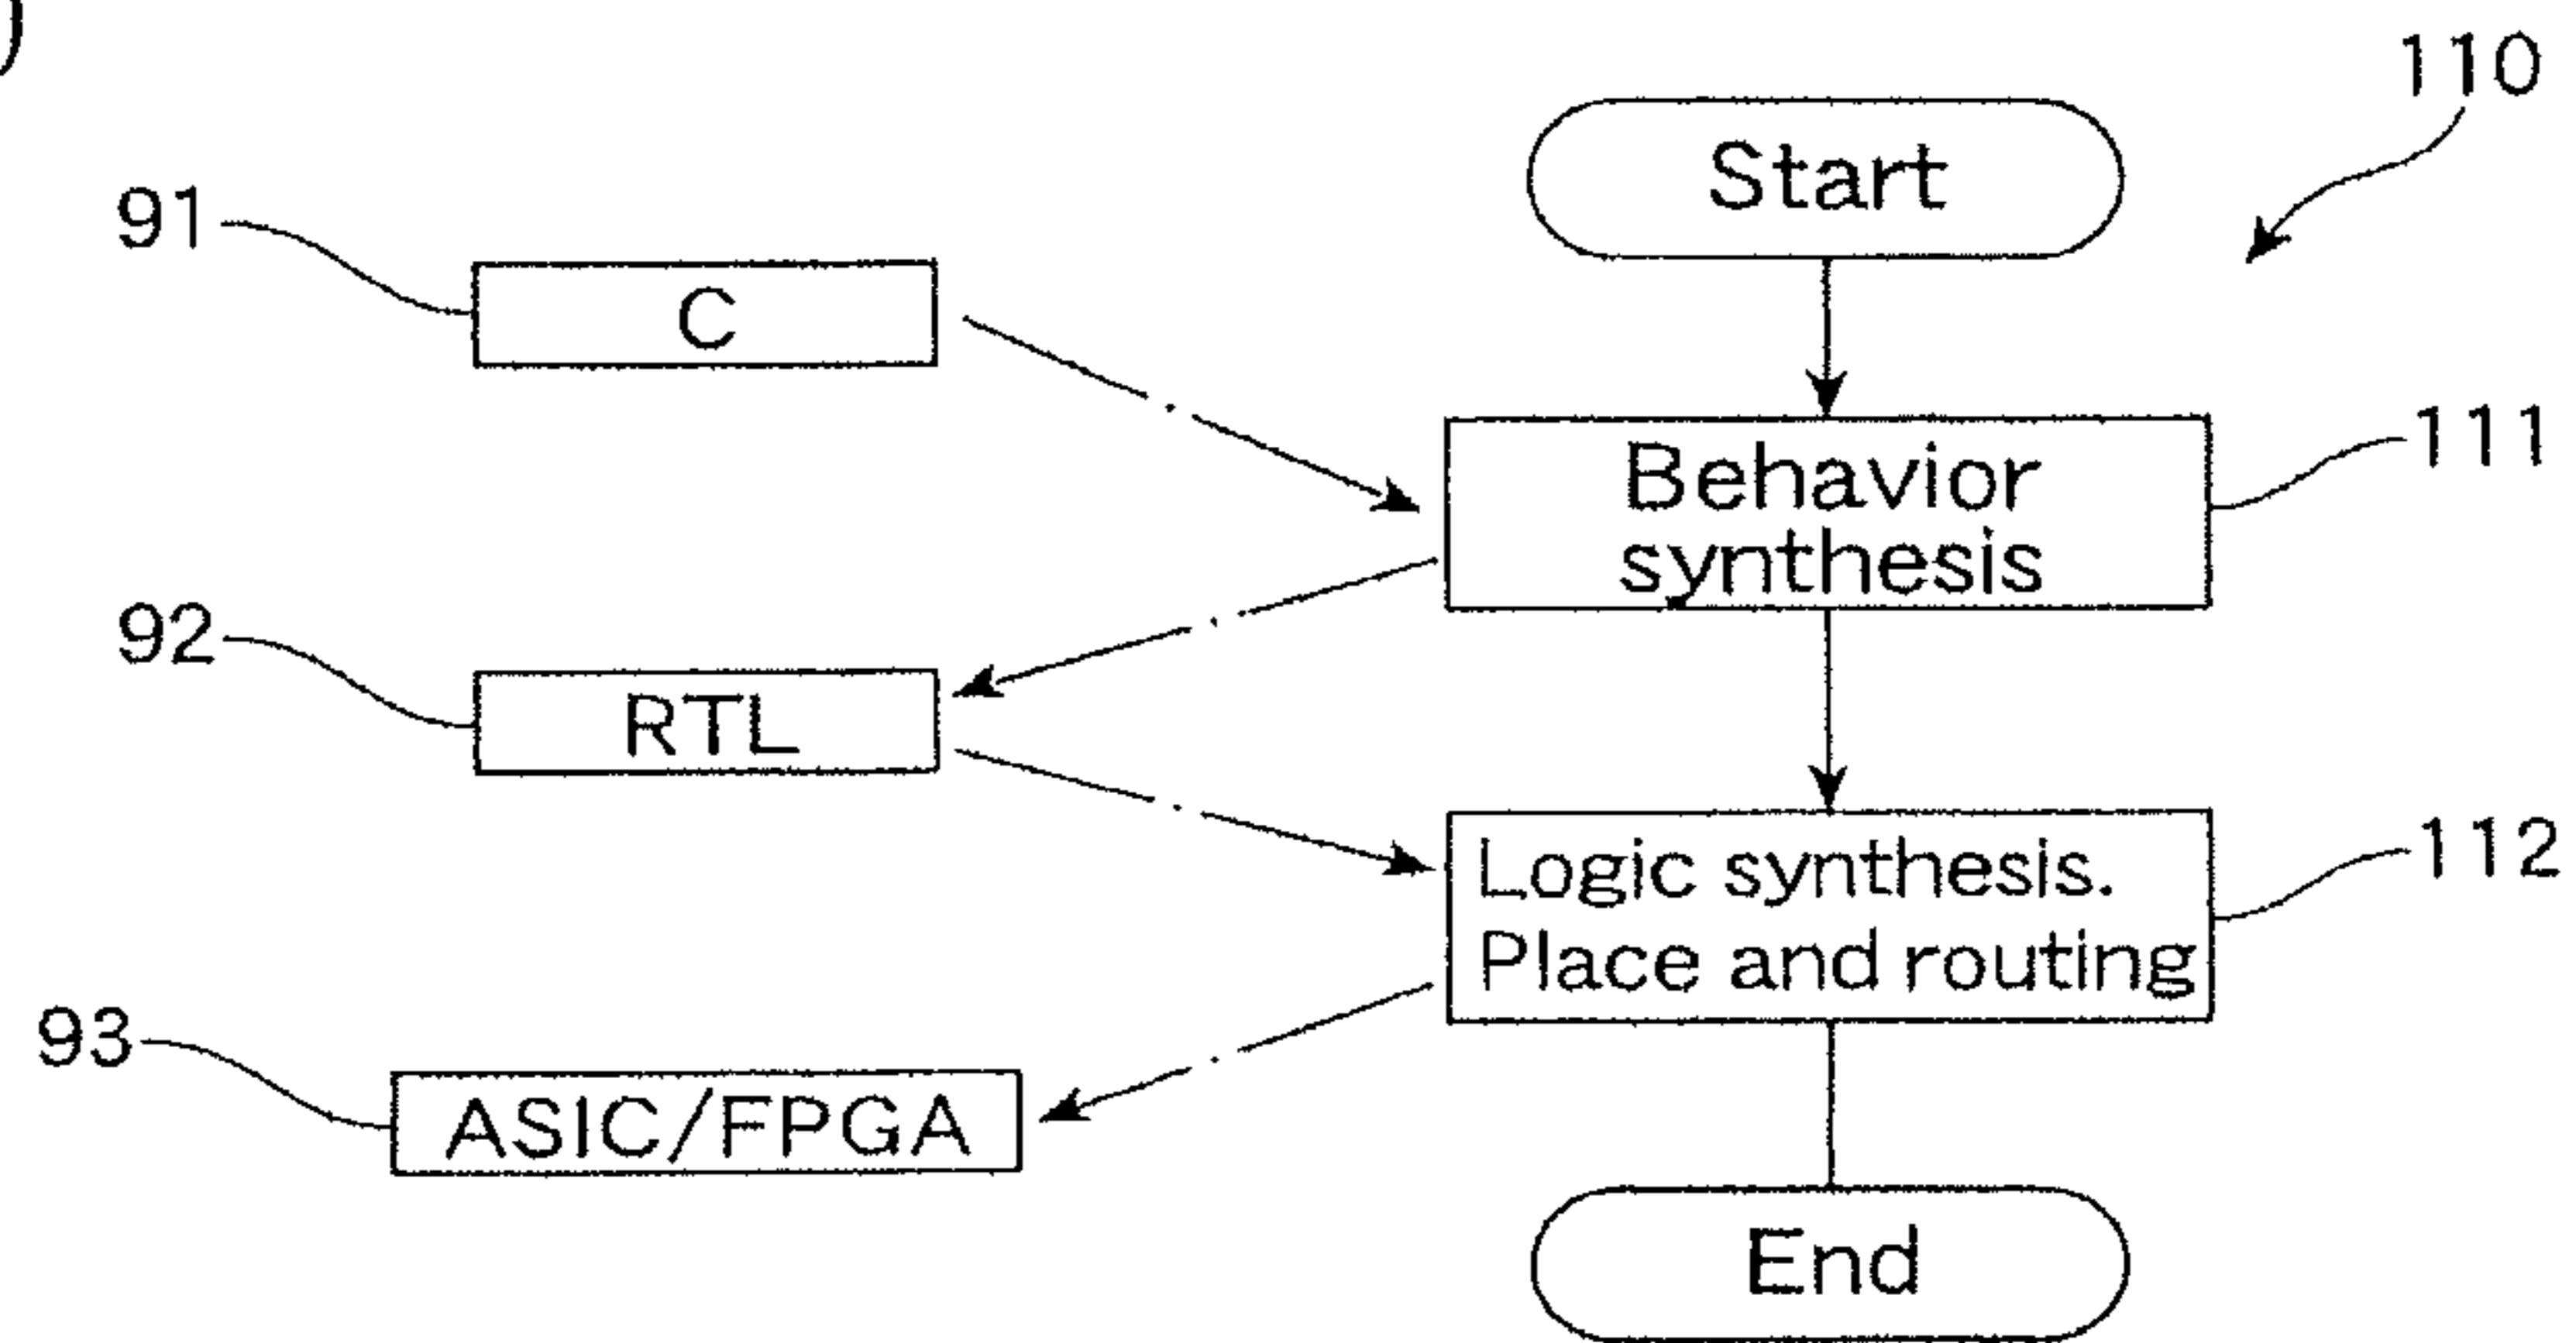 )
110
Start
91
C
111
Behavior
synthesis
92
RTL
112
Logic synthesis.
Place and routing
93
ASIC/FPGA
End